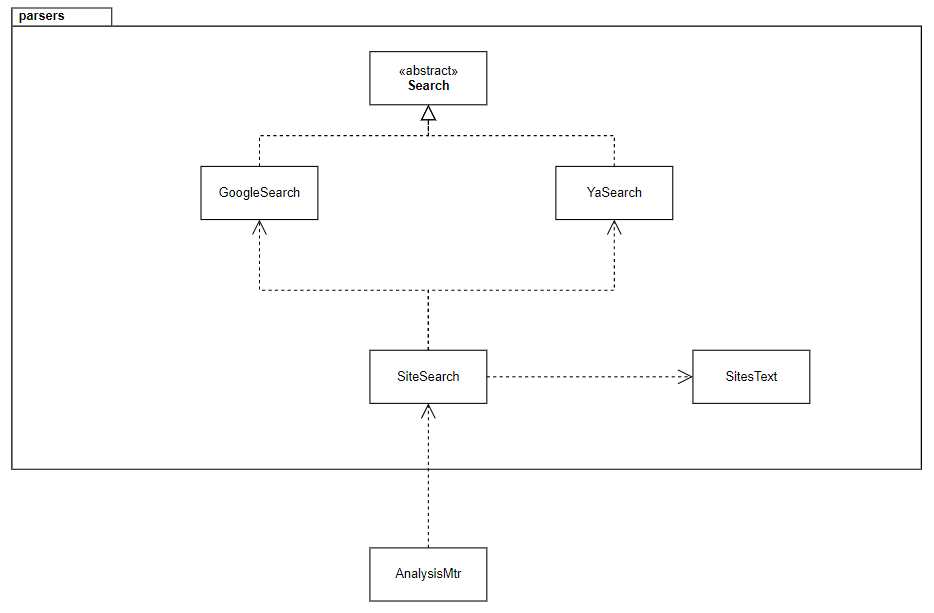 parsers
«abstract»
Search
GoogleSearch
YaSearch
SiteSearch
SitesText
AnalysisMtr